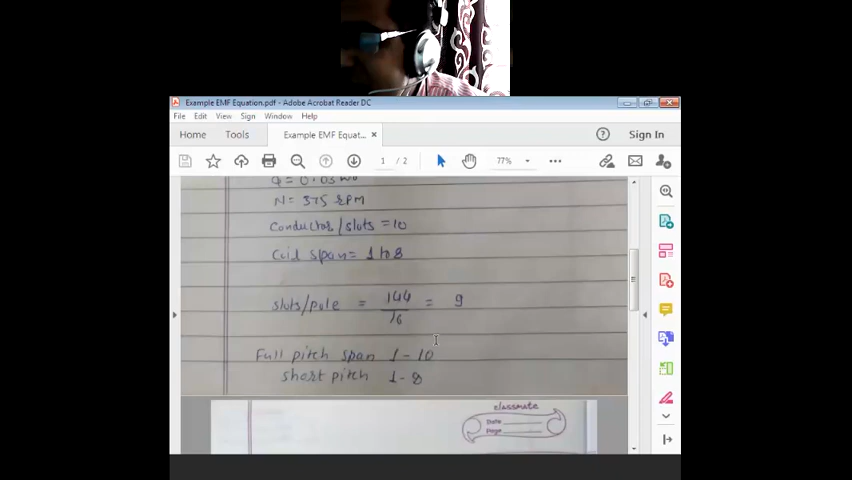 Example EMF Equation.pdf - Adobe Acrobat Reader DC
File Edit View Sign Window Help
Home Tools Example EMF Equat... × Sign In
1 / 2 77%
N = 375 RPM
Conductor / slots = 10
Coil span = 1 to 8
slots/pole = 144 = 9
16
Full pitch span 1 - 10
short pitch 1 - 8
classmate
Date
Page